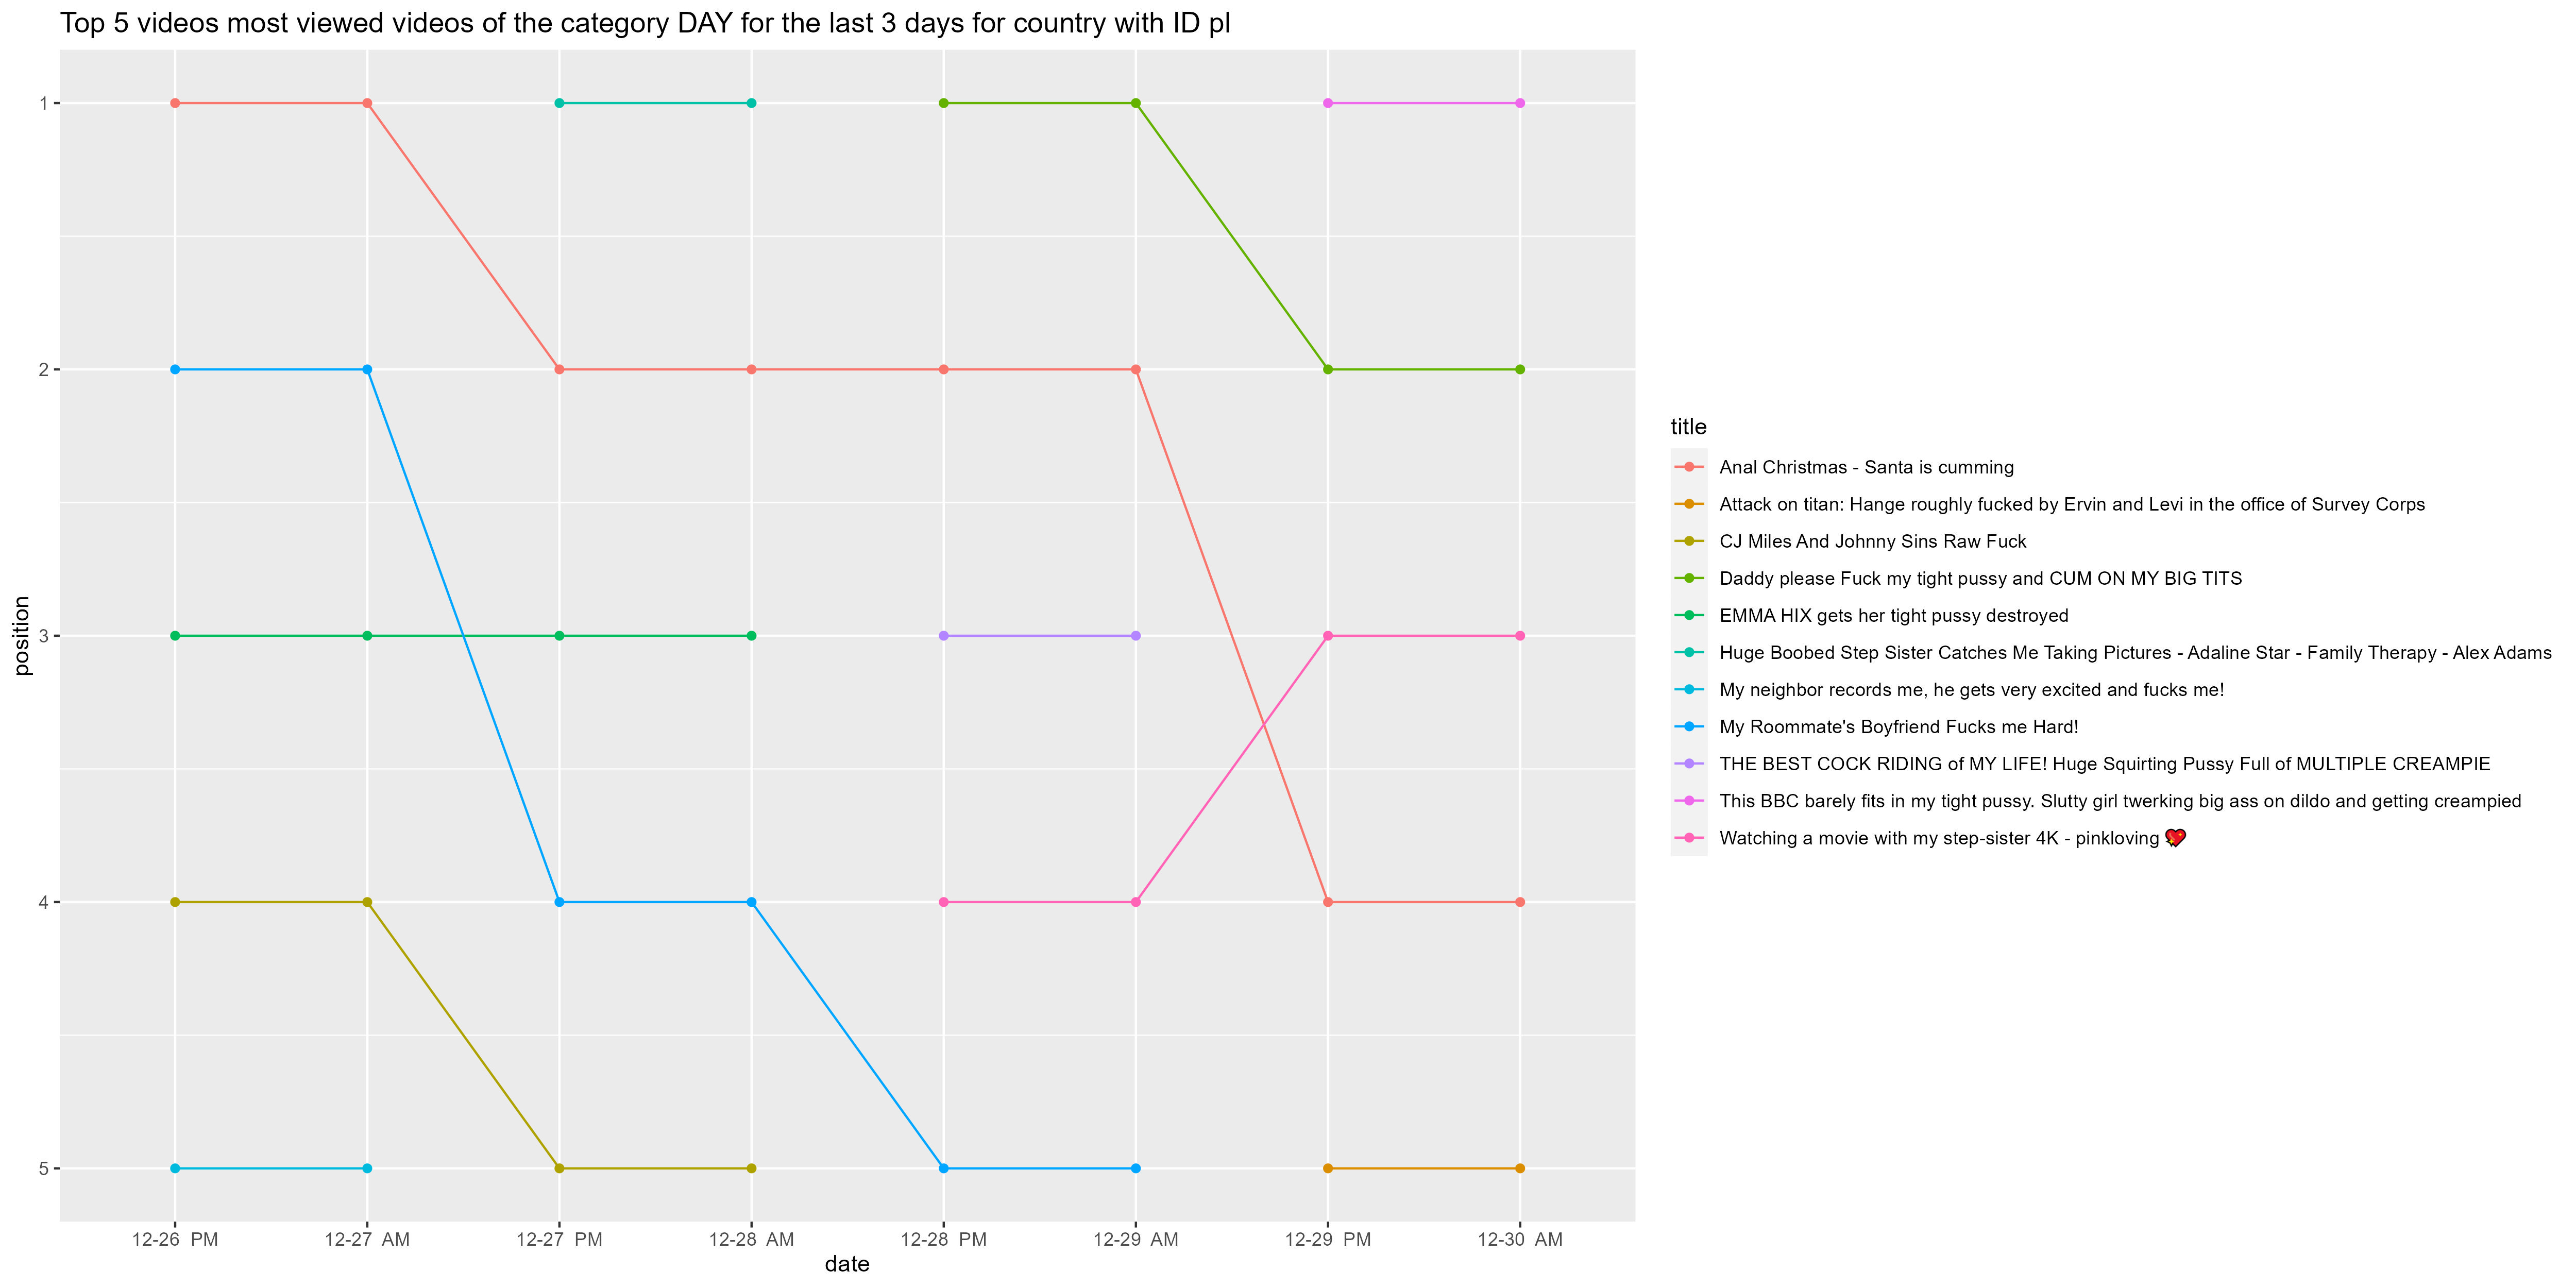 Top 5 videos most viewed videos of the category DAY for the last 3 days for country with ID pl
position
1
2
3
4
5
12-26 PM
12-27 AM
12-27 PM
12-28 AM
12-28 PM
12-29 AM
12-29 PM
12-30 AM
date
title
Anal Christmas - Santa is cumming
Attack on titan: Hange roughly fucked by Ervin and Levi in the office of Survey Corps
CJ Miles And Johnny Sins Raw Fuck
Daddy please Fuck my tight pussy and CUM ON MY BIG TITS
EMMA HIX gets her tight pussy destroyed
Huge Boobed Step Sister Catches Me Taking Pictures - Adaline Star - Family Therapy - Alex Adams
My neighbor records me, he gets very excited and fucks me!
My Roommate's Boyfriend Fucks me Hard!
THE BEST COCK RIDING of MY LIFE! Huge Squirting Pussy Full of MULTIPLE CREAMPIE
This BBC barely fits in my tight pussy. Slutty girl twerking big ass on dildo and getting creampied
Watching a movie with my step-sister 4K - pinkloving 💖